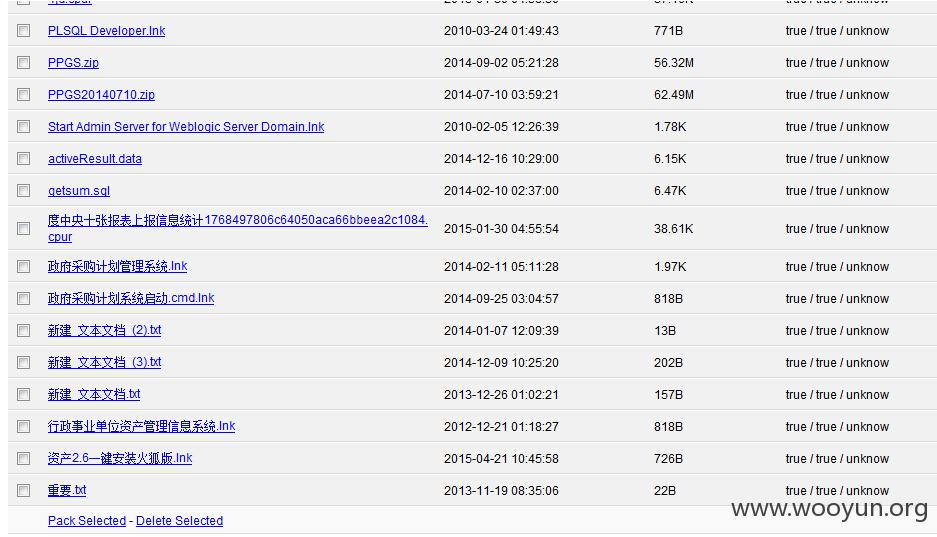 PLSQL Developer.lnk 2010-03-24 01:49:43 771B true / true / unknow
PPGS.zip 2014-09-02 05:21:28 56.32M true / true / unknow
PPGS20140710.zip 2014-07-10 03:59:21 62.49M true / true / unknow
Start Admin Server for Weblogic Server Domain.lnk 2010-02-05 12:26:39 1.78K true / true / unknow
activeResult.data 2014-12-16 10:29:00 6.15K true / true / unknow
getsum.sql 2014-02-10 02:37:00 6.47K true / true / unknow
度中央十张报表上报信息统计1768497806c64050aca66bbeea2c1084.
cpur 2015-01-30 04:55:54 38.61K true / true / unknow
政府采购计划管理系统.lnk 2014-02-11 05:11:28 1.97K true / true / unknow
政府采购计划系统启动.cmd.lnk 2014-09-25 03:04:57 818B true / true / unknow
新建 文本文档 (2).txt 2014-01-07 12:09:39 13B true / true / unknow
新建 文本文档 (3).txt 2014-12-09 10:25:20 202B true / true / unknow
新建 文本文档.txt 2013-12-26 01:02:21 157B true / true / unknow
行政事业单位资产管理信息系统.lnk 2012-12-21 01:18:27 818B true / true / unknow
资产2.6一键安装火狐版.lnk 2015-04-21 10:45:58 726B true / true / unknow
重要.txt 2013-11-19 08:35:06 22B true / true / unknow
www.wooyun.org
Pack Selected - Delete Selected